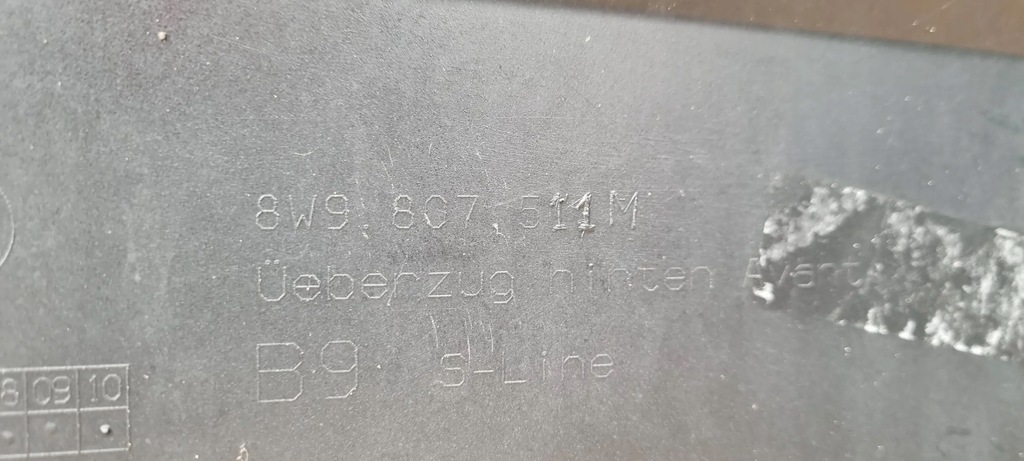 8W9.807.511M
Üeberzug hinten Avant
B9 S-Line
8 09 10